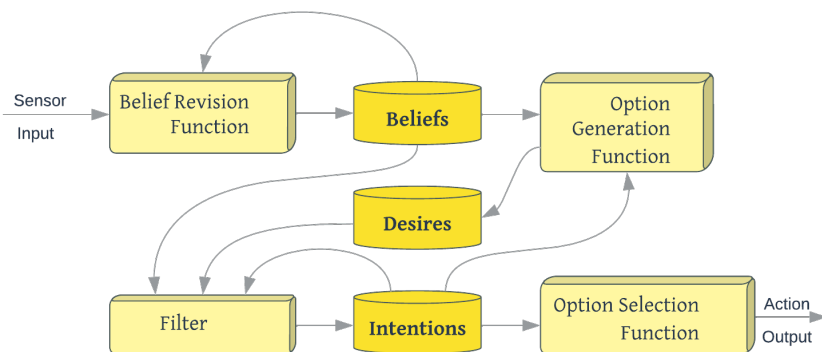 Sensor
Input
Belief Revision
Function
Beliefs
Option
Generation
Function
Desires
Filter
Intentions
Option Selection
Function
Action
Output